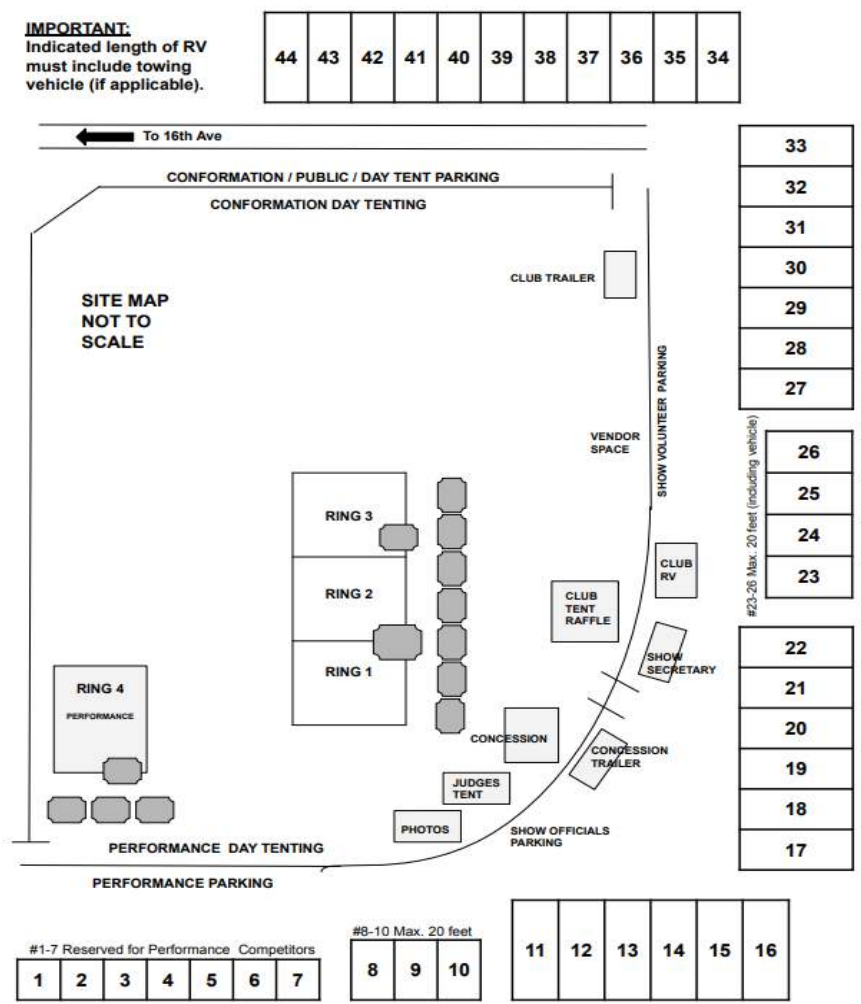 IMPORTANT:
Indicated length of RV
must include towing
vehicle (if applicable).
44 43 42 41 40 39 38 37 36 35 34
To 16th Ave
33
32
31
30
29
28
27
CONFORMATION / PUBLIC / DAY TENT PARKING
CONFORMATION DAY TENTING
CLUB TRAILER
SITE MAP
NOT TO
SCALE
SHOW VOLUNTEER PARKING
VENDOR
SPACE
#23-26 Max. 20 feet (including vehicle)
26
25
24
23
RING 3
RING 2
RING 1
CLUB
RV
CLUB
TENT
RAFFLE
SHOW
SECRETARY
22
21
20
19
18
17
RING 4
PERFORMANCE
CONCESSION
CONCESSION
TRAILER
JUDGES
TENT
PHOTOS
SHOW OFFICIALS
PARKING
PERFORMANCE DAY TENTING
PERFORMANCE PARKING
#1-7 Reserved for Performance Competitors
1 2 3 4 5 6 7
#8-10 Max. 20 feet
8 9 10
11 12 13 14 15 16